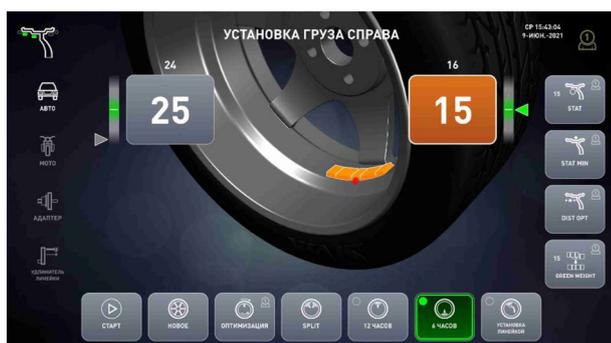 УСТАНОВКА ГРУЗА СПРАВА
СР 15:43:04
9-ИЮН.-2021
1
24
25
16
15
АВТО
МОТО
АДАПТЕР
УДЛИНИТЕЛЬ
ЛИНЕЙКИ
15
STAT
STAT MIN
DIST OPT
15
GREEN WEIGHT
СТАРТ
НОВОЕ
ОПТИМИЗАЦИЯ
SPLIT
12 ЧАСОВ
6 ЧАСОВ
УСТАНОВКА
ЛИНЕЙКОЙ